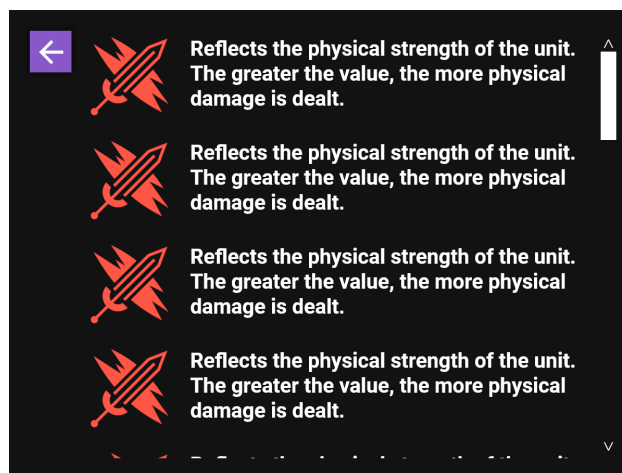 Reflects the physical strength of the unit.
The greater the value, the more physical
damage is dealt.
Reflects the physical strength of the unit.
The greater the value, the more physical
damage is dealt.
Reflects the physical strength of the unit.
The greater the value, the more physical
damage is dealt.
Reflects the physical strength of the unit.
The greater the value, the more physical
damage is dealt.